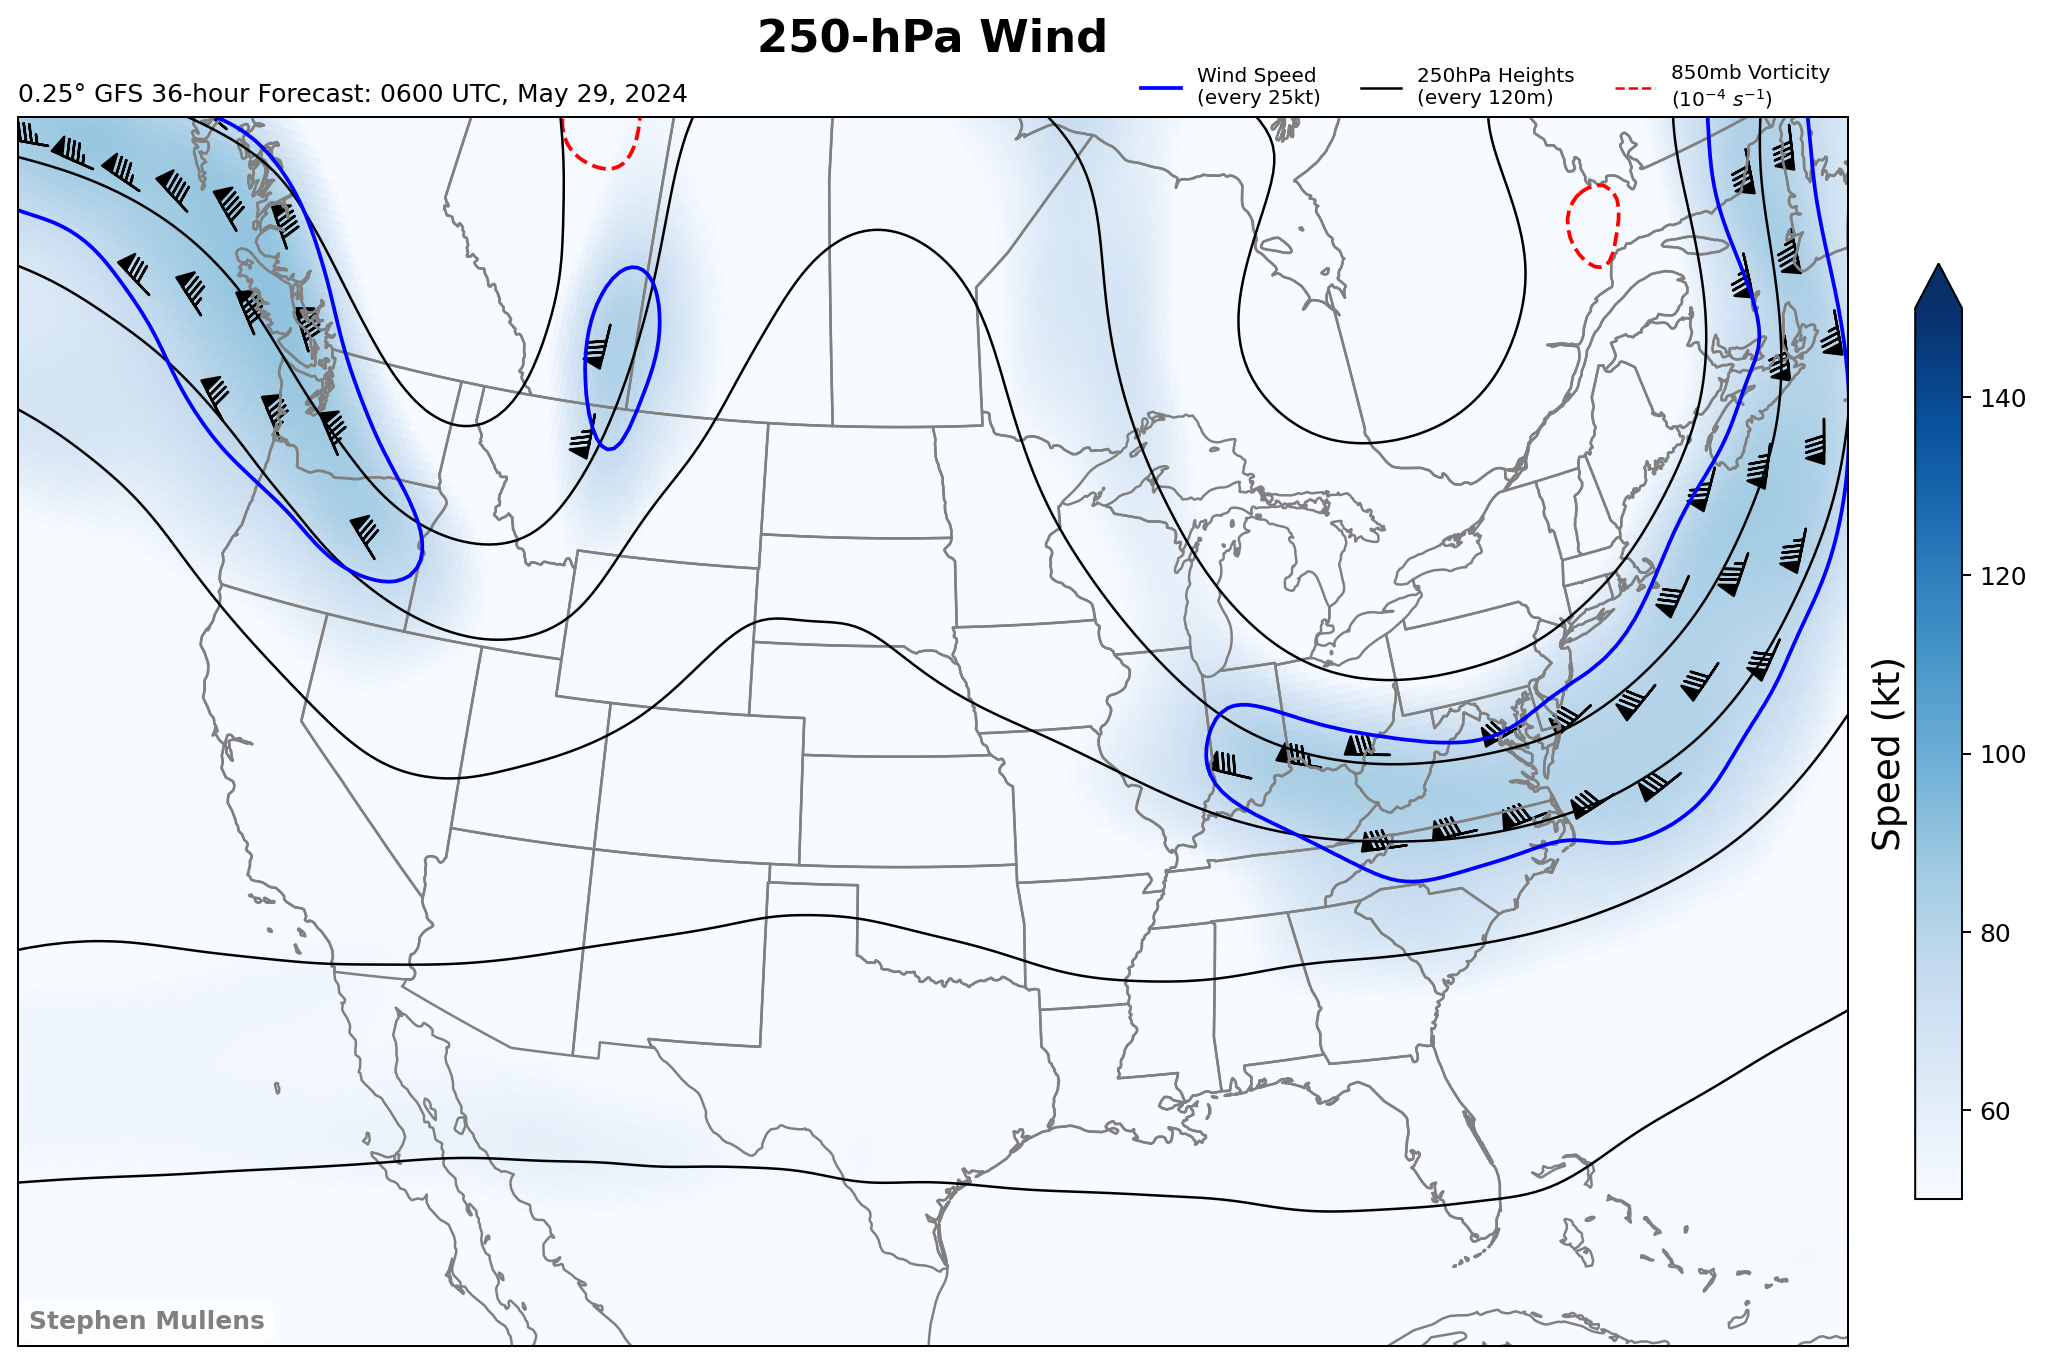 250-hPa Wind
0.25° GFS 36-hour Forecast: 0600 UTC, May 29, 2024
Wind Speed
(every 25kt)
250hPa Heights
(every 120m)
850mb Vorticity
(10⁻⁴ s⁻¹)
140
120
100
80
60
Speed (kt)
Stephen Mullens